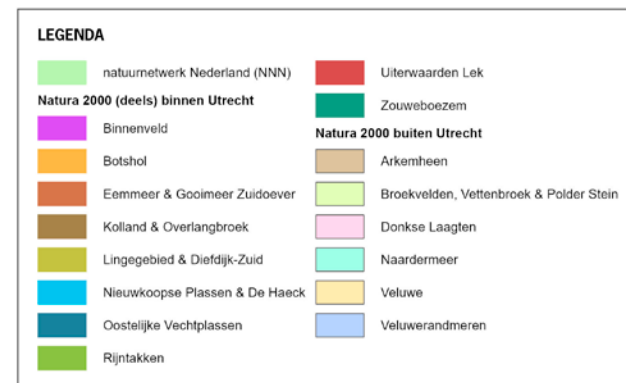 LEGENDA
natuurnetwerk Nederland (NNN)
Natura 2000 (deels) binnen Utrecht
Binnenveld
Botshol
Eemmeer & Gooimeer Zuidoever
Kolland & Overlangbroek
Lingegebied & Diefdijk-Zuid
Nieuwkoopse Plassen & De Haeck
Oostelijke Vechtplassen
Rijntakken
Uiterwaarden Lek
Zouweboezem
Natura 2000 buiten Utrecht
Arkemheen
Broekvelden, Vettenbroek & Polder Stein
Donkse Laagten
Naardermeer
Veluwe
Veluwerandmeren